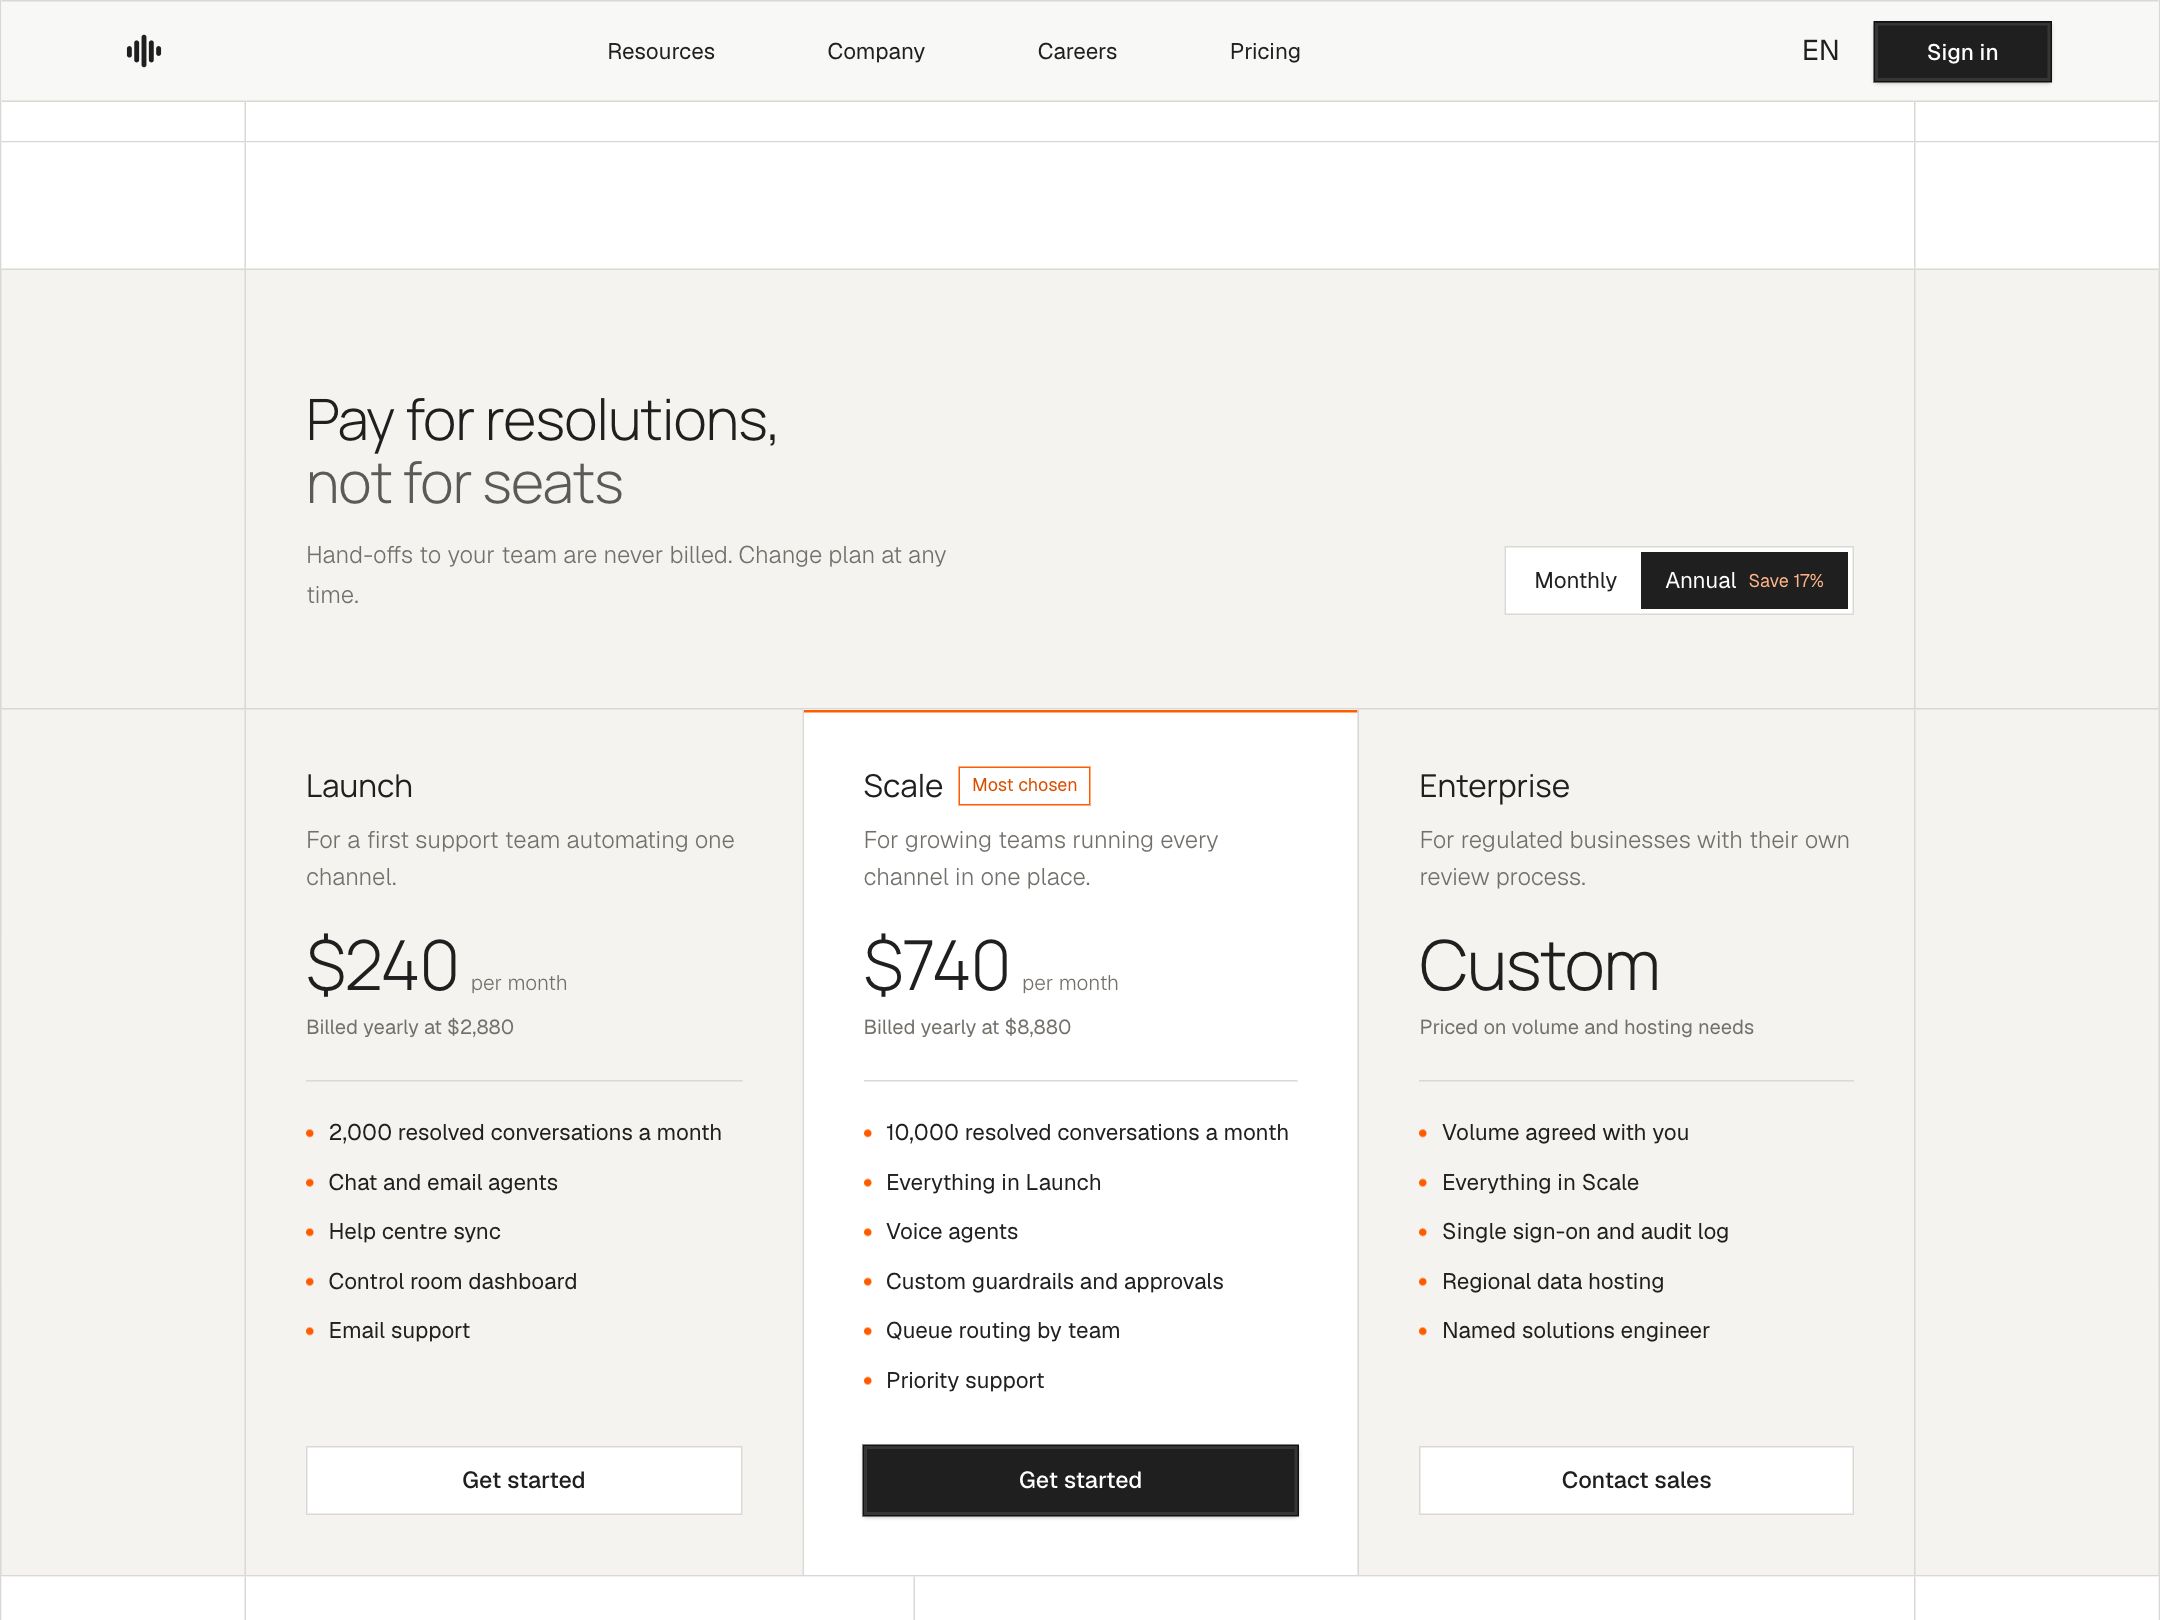 Resources
Company
Careers
Pricing
EN
Sign in
Pay for resolutions,
not for seats
Hand-offs to your team are never billed. Change plan at any
time.
Monthly
Annual Save 17%
Launch
For a first support team automating one
channel.
$240 per month
Billed yearly at $2,880
2,000 resolved conversations a month
Chat and email agents
Help centre sync
Control room dashboard
Email support
Get started
Scale
Most chosen
For growing teams running every
channel in one place.
$740 per month
Billed yearly at $8,880
10,000 resolved conversations a month
Everything in Launch
Voice agents
Custom guardrails and approvals
Queue routing by team
Priority support
Get started
Enterprise
For regulated businesses with their own
review process.
Custom
Priced on volume and hosting needs
Volume agreed with you
Everything in Scale
Single sign-on and audit log
Regional data hosting
Named solutions engineer
Contact sales